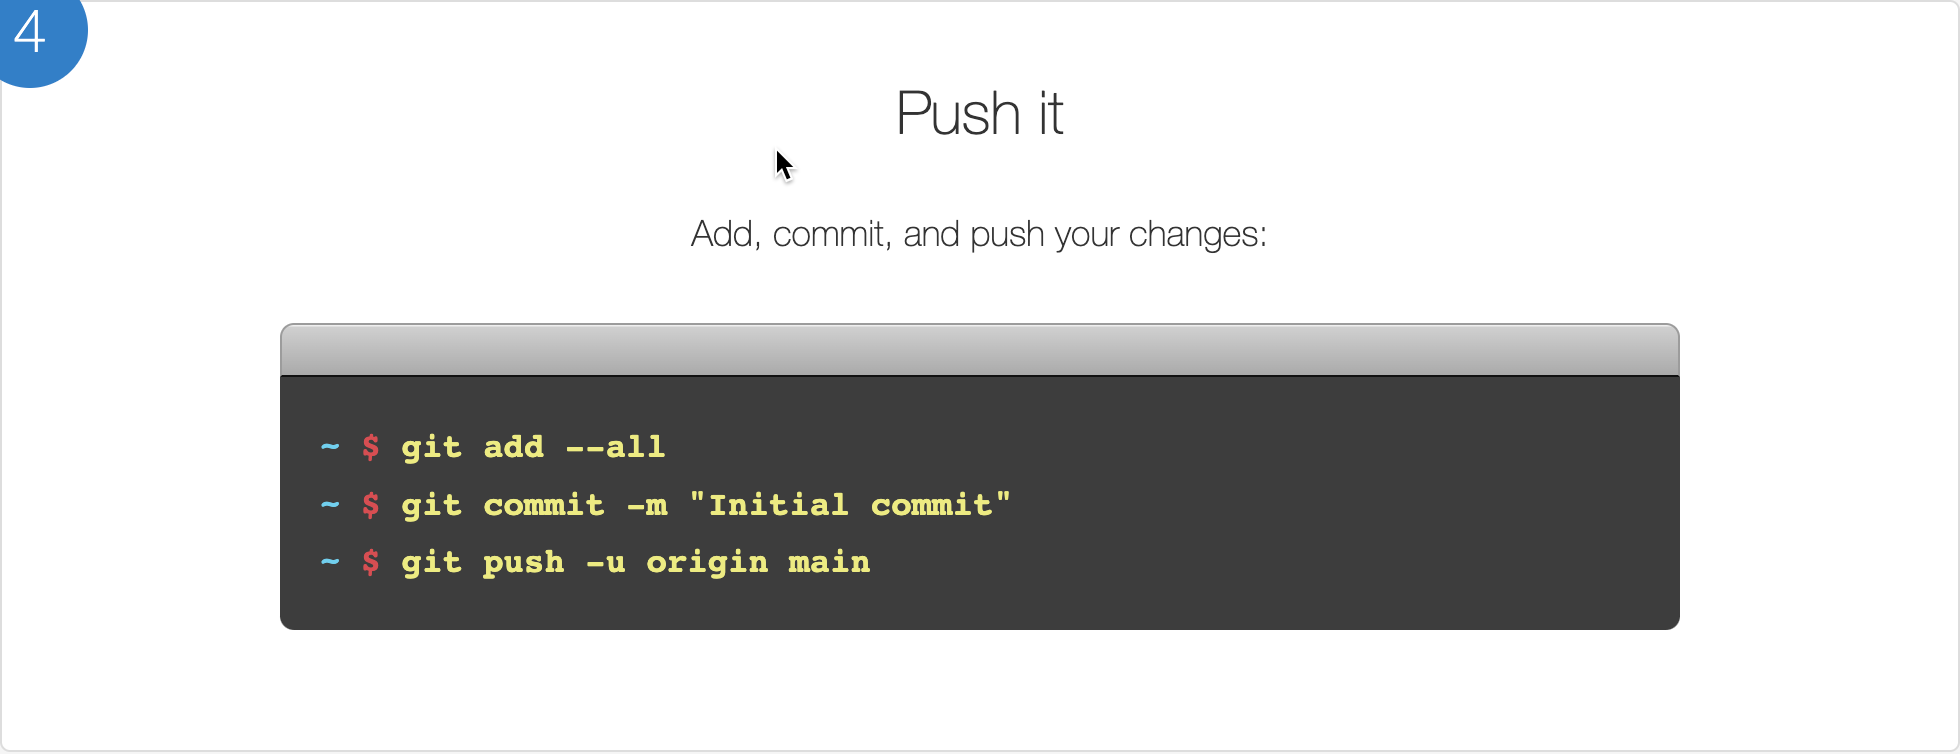 4
Push it
Add, commit, and push your changes:
~ $ git add --all
~ $ git commit -m "Initial commit"
~ $ git push -u origin main